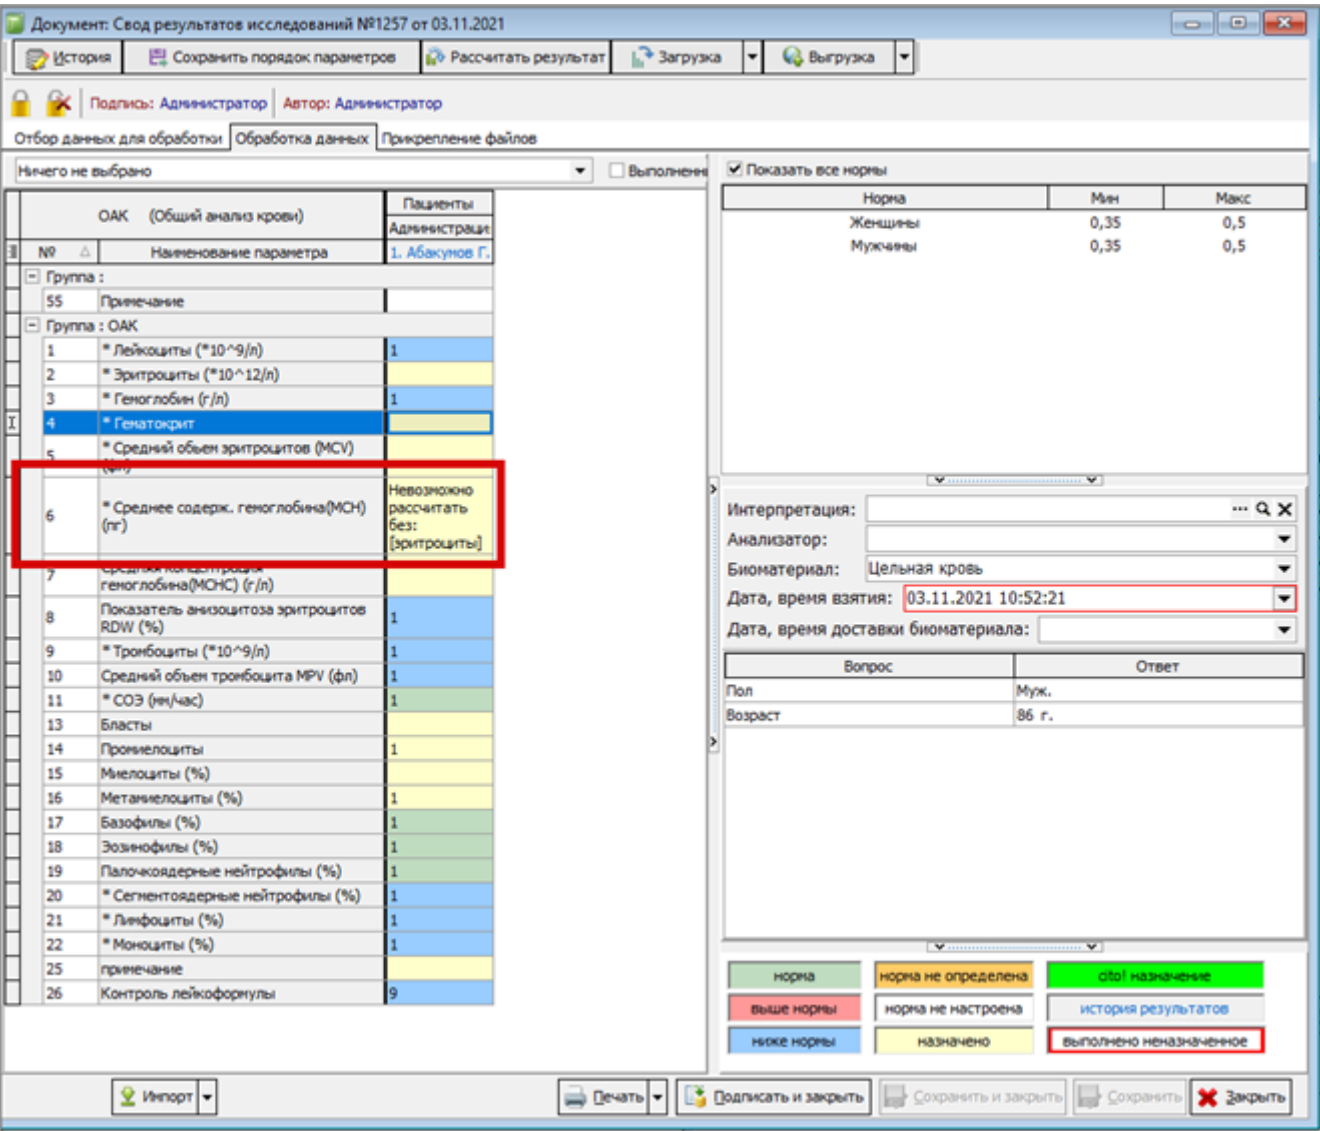 Документ: Свод результатов исследований №1257 от 03.11.2021
История Сохранить порядок параметров Рассчитать результат Загрузка Выгрузка
Подпись: Администратор Автор: Администратор
Отбор данных для обработки Обработка данных Прикрепление файлов
Ничего не выбрано Выполненн
ОАК (Общий анализ крови) Пациенты
Администраци
№ Наименование параметра 1. Абакумов Г.
Группа :
55 Примечание
Группа : ОАК
1 * Лейкоциты (*10^9/л) 1
2 * Эритроциты (*10^12/л)
3 * Гемоглобин (г/л) 1
4 * Гематокрит
5 * Средний объем эритроцитов (MCV)
(фл)
6 * Среднее содерж. гемоглобина(MCH)
(пг)
Невозможно
рассчитать
без:
[эритроциты]
7 Средняя концентрация
гемоглобина(MCHC) (г/л)
8 Показатель анизоцитоза эритроцитов
RDW (%) 1
9 * Тромбоциты (*10^9/л) 1
10 Средний объем тромбоцита MPV (фл) 1
11 * СОЭ (мм/час) 1
13 Бласты
14 Промиелоциты 1
15 Миелоциты (%)
16 Метамиелоциты (%) 1
17 Базофилы (%) 1
18 Эозинофилы (%) 1
19 Палочкоядерные нейтрофилы (%) 1
20 * Сегментоядерные нейтрофилы (%) 1
21 * Лимфоциты (%) 1
22 * Моноциты (%) 1
25 примечание
26 Контроль лейкоформулы 9
Показать все нормы
Норма Мин Макс
Женщины 0,35 0,5
Мужчины 0,35 0,5
Интерпретация:
Анализатор:
Биоматериал: Цельная кровь
Дата, время взятия: 03.11.2021 10:52:21
Дата, время доставки биоматериала:
Вопрос Ответ
Пол Муж.
Возраст 86 г.
норма норма не определена cito! назначение
выше нормы норма не настроена история результатов
ниже нормы назначено выполнено неназначенное
Импорт Печать Подписать и закрыть Сохранить и закрыть Сохранить Закрыть